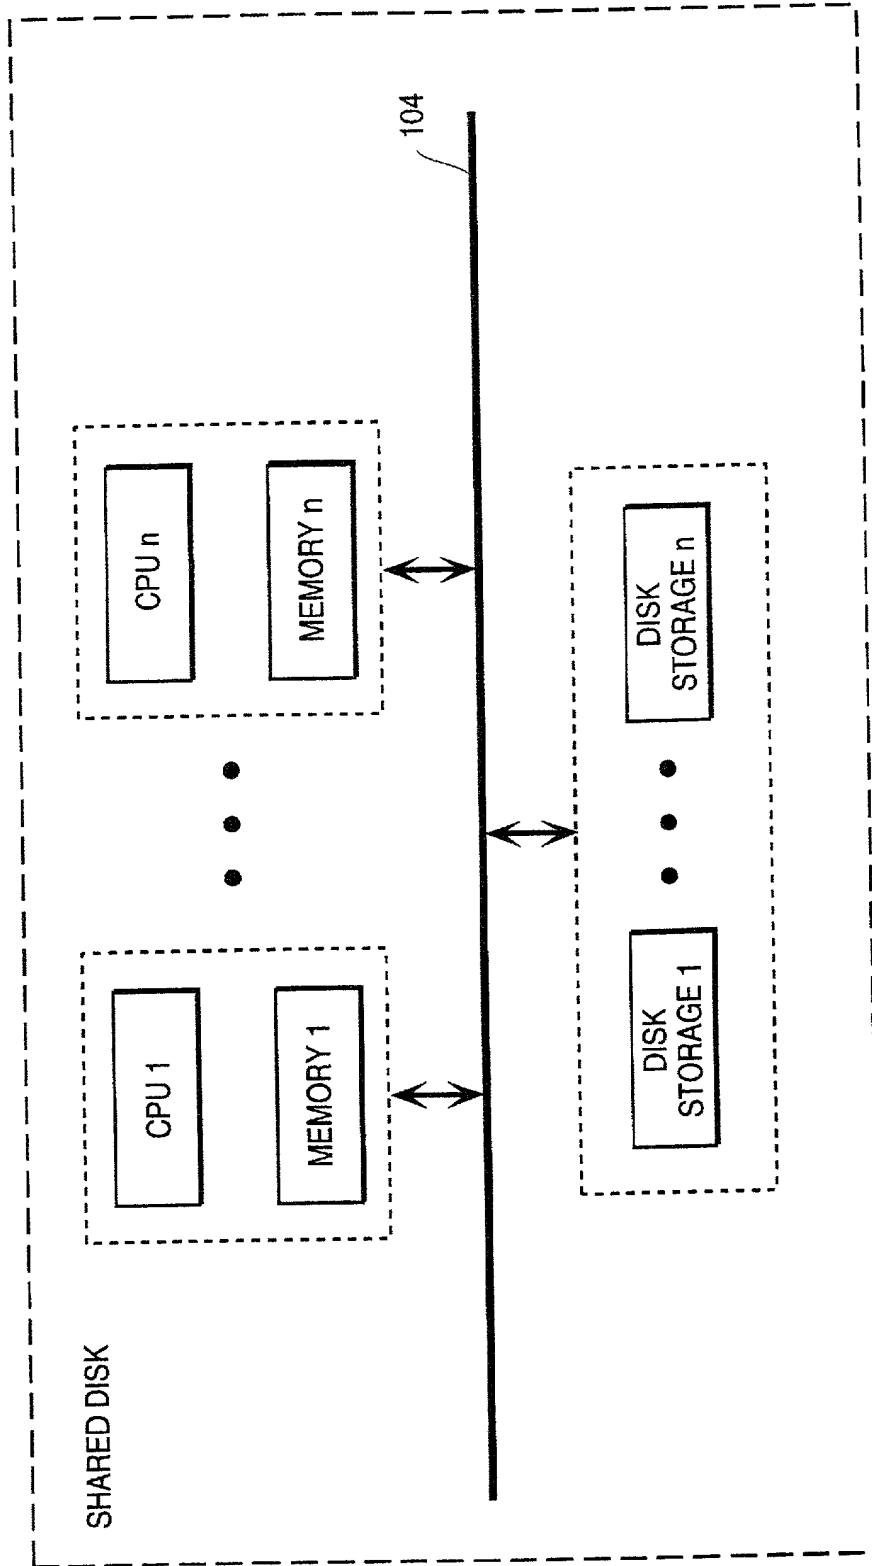 SHARED DISK
CPU 1
MEMORY 1
CPU n
MEMORY n
104
DISK
STORAGE 1
DISK
STORAGE n